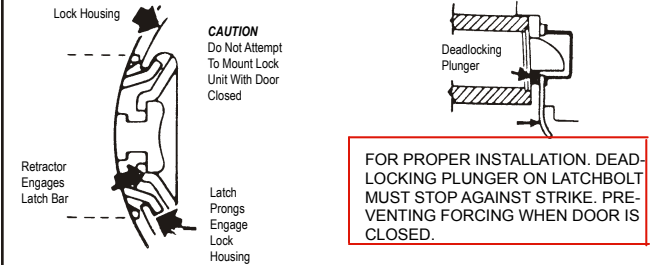 Lock Housing
CAUTION
Do Not Attempt
To Mount Lock
Unit With Door
Closed
Retractor
Engages
Latch Bar
Latch
Prongs
Engage
Lock
Housing
Deadlocking
Plunger
FOR PROPER INSTALLATION. DEAD-
LOCKING PLUNGER ON LATCHBOLT
MUST STOP AGAINST STRIKE. PRE-
VENTING FORCING WHEN DOOR IS
CLOSED.